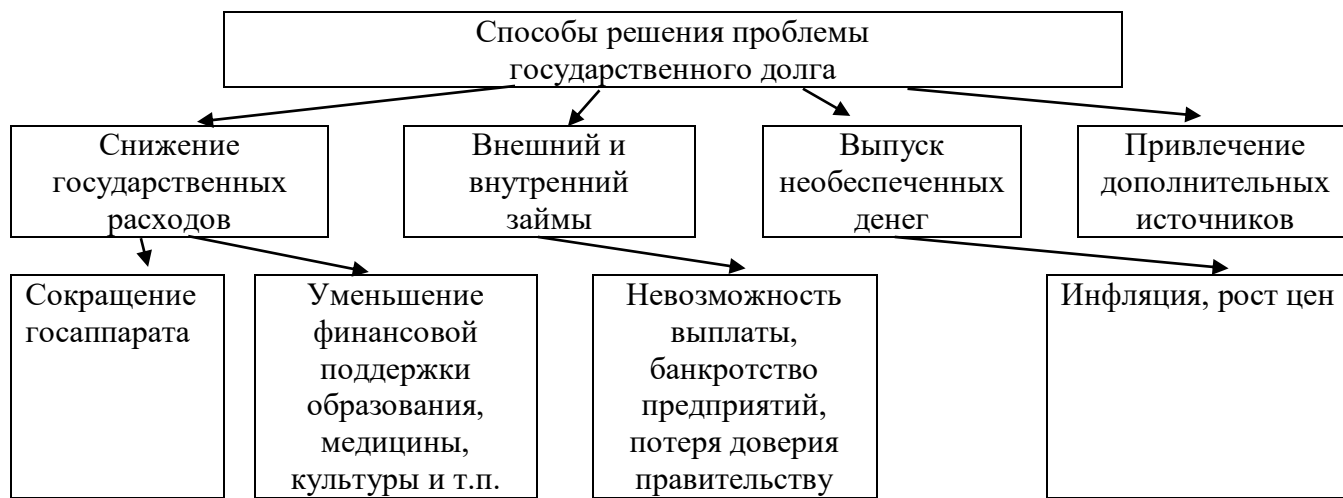 Способы решения проблемы
государственного долга
Снижение
государственных
расходов
Внешний и
внутренний
займы
Выпуск
необеспеченных
денег
Привлечение
дополнительных
источников
Сокращение
госаппарата
Уменьшение
финансовой
поддержки
образования,
медицины,
культуры и т.п.
Невозможность
выплаты,
банкротство
предприятий,
потеря доверия
правительству
Инфляция, рост цен